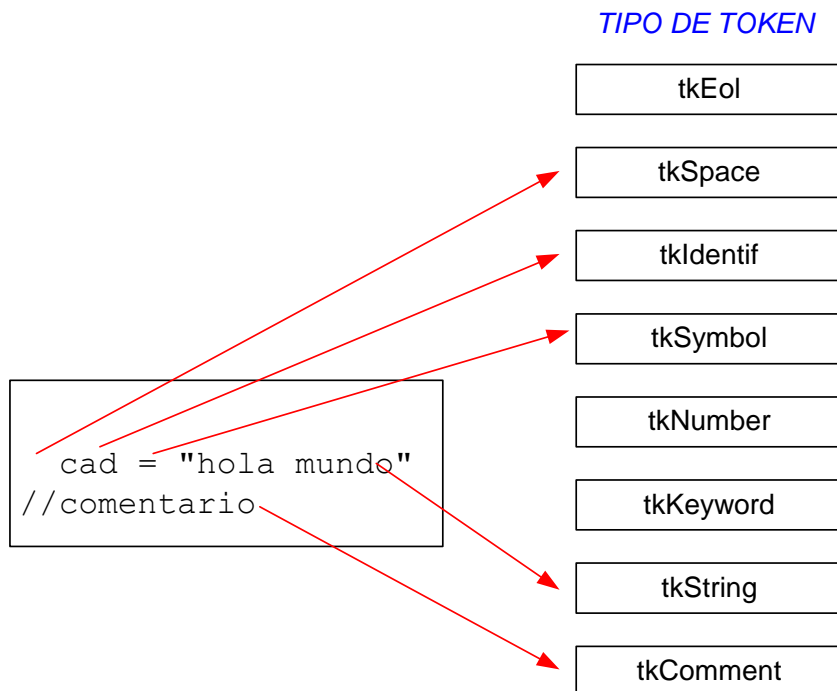 TIPO DE TOKEN
tkEol
tkSpace
tkIdentif
tkSymbol
tkNumber
tkKeyword
tkString
tkComment
cad = "hola mundo"
//comentario